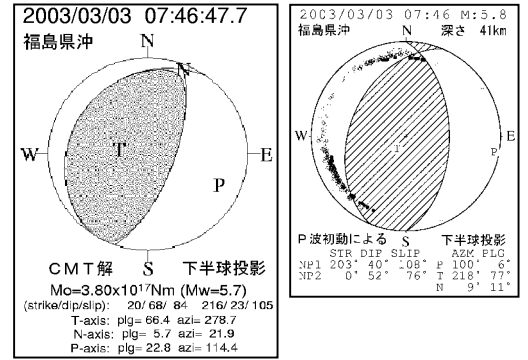 2003/03/03 07:46:47.7
福島県沖
N
N
W
T
E
P
S
CMT解
下半球投影
Mo=3.80x10¹⁷Nm (Mw=5.7)
(strike/dip/slip): 20/ 68/ 84 216/ 23/ 105
T-axis: plg= 66.4 azi= 278.7
N-axis: plg= 5.7 azi= 21.9
P-axis: plg= 22.8 azi= 114.4
2003/03/03 07:46 M:5.8
福島県沖
深さ 41km
N
W
T
E
P
P波初動による
S
下半球投影
STR DIP SLIP AZM PLG
NP1 203° 40° 108° P 100° 6°
NP2 0° 52° 76° T 218° 77°
N 9° 11°